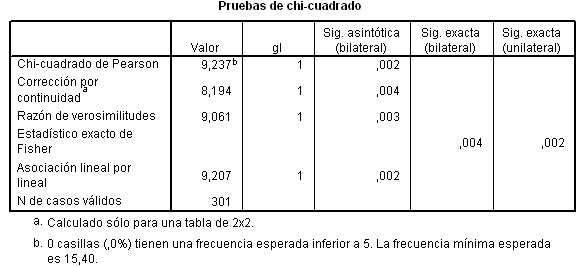 Pruebas de chi-cuadrado
Valor gl Sig. asintótica (bilateral) Sig. exacta (bilateral) Sig. exacta (unilateral)
Chi-cuadrado de Pearson 9,237b 1 ,002
Corrección por continuidad a 8,194 1 ,004
Razón de verosimilitudes 9,061 1 ,003
Estadístico exacto de Fisher ,004 ,002
Asociación lineal por lineal 9,207 1 ,002
N de casos válidos 301
a. Calculado sólo para una tabla de 2x2.
b. 0 casillas (,0%) tienen una frecuencia esperada inferior a 5. La frecuencia mínima esperada
es 15,40.